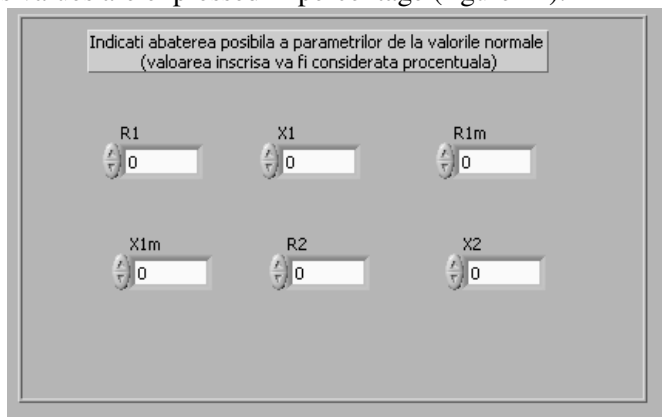 Indicati abaterea posibila a parametrilor de la valorile normale
(valoarea inscrisa va fi considerata procentuala)
R1 X1 R1m
0 0 0
X1m R2 X2
0 0 0